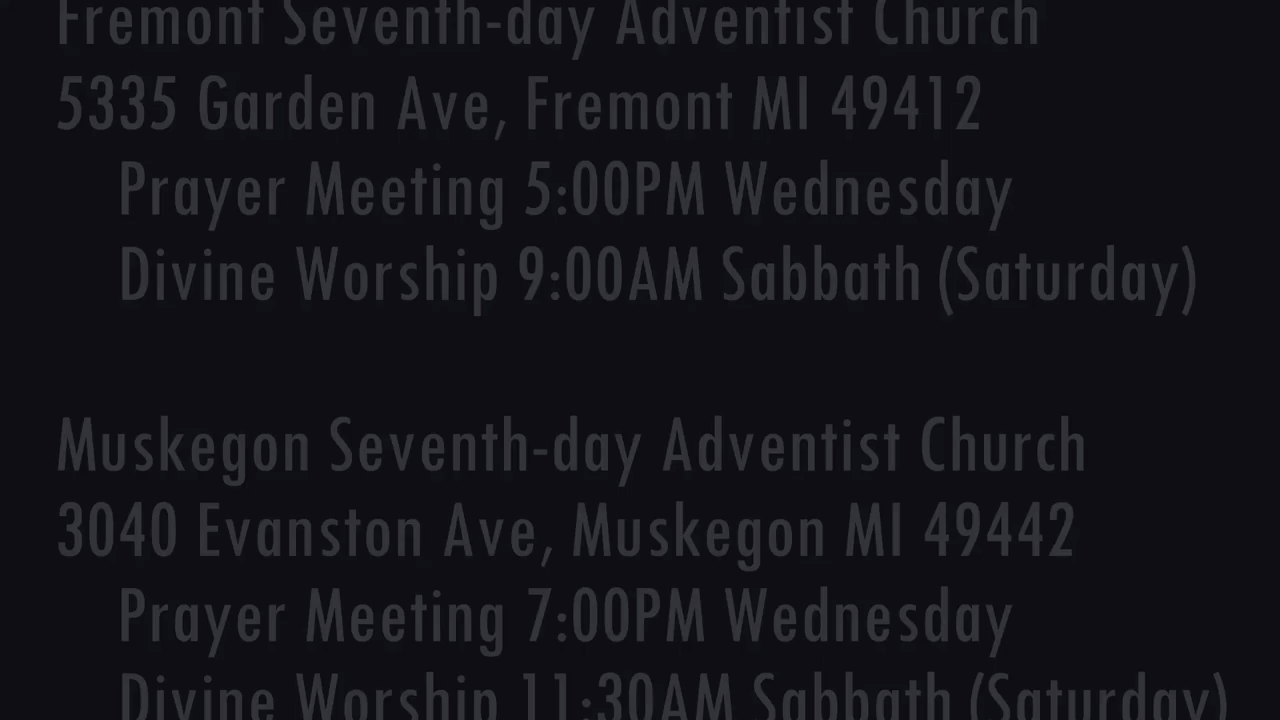 Fremont Seventh-day Adventist Church
5335 Garden Ave, Fremont MI 49412
Prayer Meeting 5:00PM Wednesday
Divine Worship 9:00AM Sabbath (Saturday)
Muskegon Seventh-day Adventist Church
3040 Evanston Ave, Muskegon MI 49442
Prayer Meeting 7:00PM Wednesday
Divine Worship 11:30AM Sabbath (Saturday)